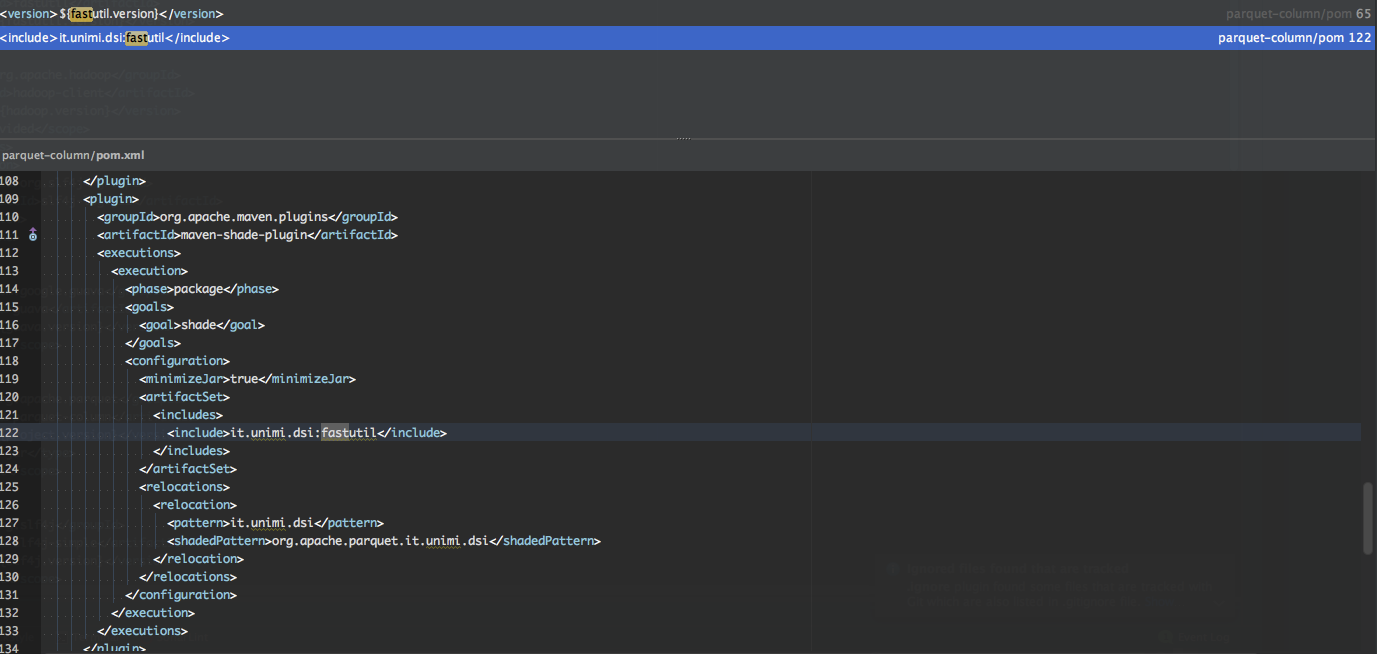 <version>${fastutil.version}</version> parquet-column/pom 65
<include>it.unimi.dsi:fastutil</include> parquet-column/pom 122
parquet-column/pom.xml
108 </plugin>
109 <plugin>
110 <groupId>org.apache.maven.plugins</groupId>
111 <artifactId>maven-shade-plugin</artifactId>
112 <executions>
113 <execution>
114 <phase>package</phase>
115 <goals>
116 <goal>shade</goal>
117 </goals>
118 <configuration>
119 <minimizeJar>true</minimizeJar>
120 <artifactSet>
121 <includes>
122 <include>it.unimi.dsi:fastutil</include>
123 </includes>
124 </artifactSet>
125 <relocations>
126 <relocation>
127 <pattern>it.unimi.dsi</pattern>
128 <shadedPattern>org.apache.parquet.it.unimi.dsi</shadedPattern>
129 </relocation>
130 </relocations>
131 </configuration>
132 </execution>
133 </executions>
134 </plugin>